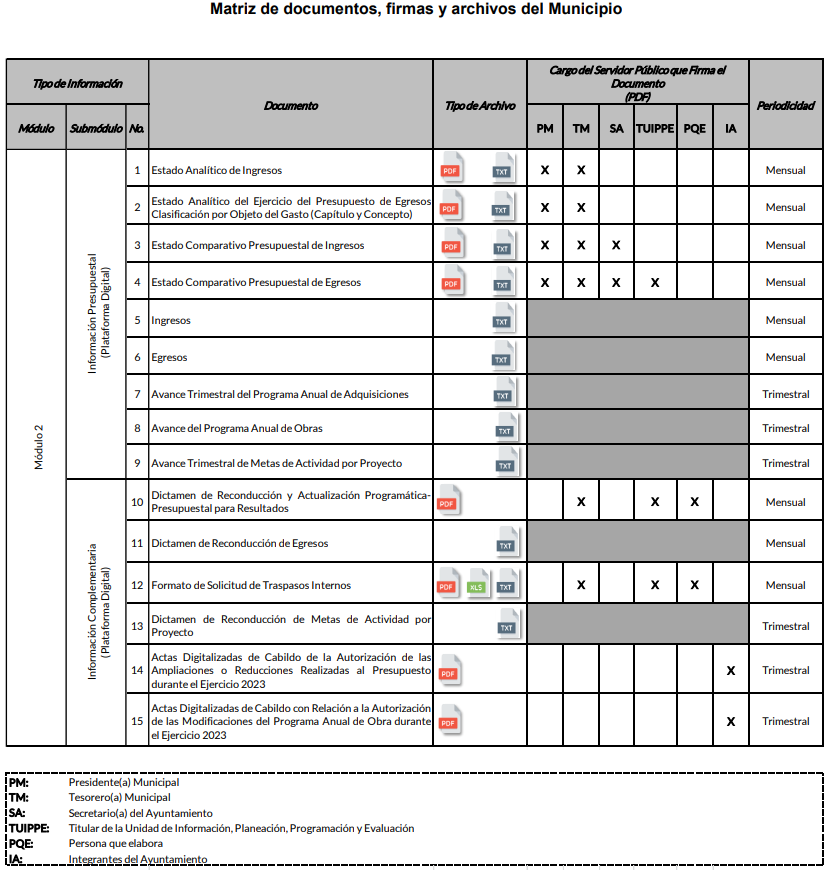 Matriz de documentos, firmas y archivos del Municipio
Tipo de Información
Documento
Tipo de Archivo
Cargo del Servidor Público que Firma el
Documento
(PDF)
Periodicidad
Módulo Submódulo No.
PM TM SA TUIPPE PQE IA
Módulo 2
Información Presupuestal
(Plataforma Digital)
1 Estado Analítico de Ingresos PDF TXT X X Mensual
2 Estado Analítico del Ejercicio del Presupuesto de Egresos
Clasificación por Objeto del Gasto (Capítulo y Concepto) PDF TXT X X Mensual
3 Estado Comparativo Presupuestal de Ingresos PDF TXT X X X Mensual
4 Estado Comparativo Presupuestal de Egresos PDF TXT X X X X Mensual
5 Ingresos TXT Mensual
6 Egresos TXT Mensual
7 Avance Trimestral del Programa Anual de Adquisiciones TXT Trimestral
8 Avance del Programa Anual de Obras TXT Trimestral
9 Avance Trimestral de Metas de Actividad por Proyecto TXT Trimestral
Información Complementaria
(Plataforma Digital)
10 Dictamen de Reconducción y Actualización Programática-
Presupuestal para Resultados PDF X X X Mensual
11 Dictamen de Reconducción de Egresos TXT Mensual
12 Formato de Solicitud de Traspasos Internos PDF XLS TXT X X X Mensual
13 Dictamen de Reconducción de Metas de Actividad por
Proyecto TXT Trimestral
14 Actas Digitalizadas de Cabildo de la Autorización de las
Ampliaciones o Reducciones Realizadas al Presupuesto
durante el Ejercicio 2023 PDF X Trimestral
15 Actas Digitalizadas de Cabildo con Relación a la Autorización
de las Modificaciones del Programa Anual de Obra durante
el Ejercicio 2023 PDF X Trimestral
PM: Presidente(a) Municipal
TM: Tesorero(a) Municipal
SA: Secretario(a) del Ayuntamiento
TUIPPE: Titular de la Unidad de Información, Planeación, Programación y Evaluación
PQE: Persona que elabora
IA: Integrantes del Ayuntamiento